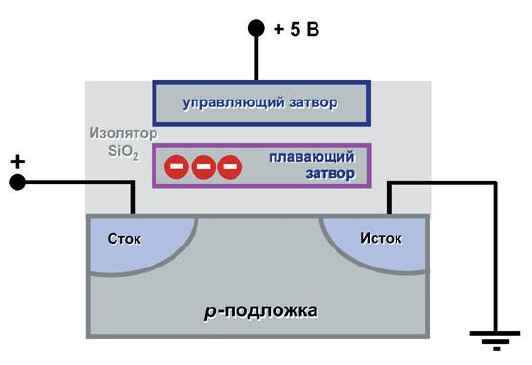 + 5 В
управляющий затвор
Изолятор
SiO₂
плавающий
затвор
+
Сток
Исток
p-подложка